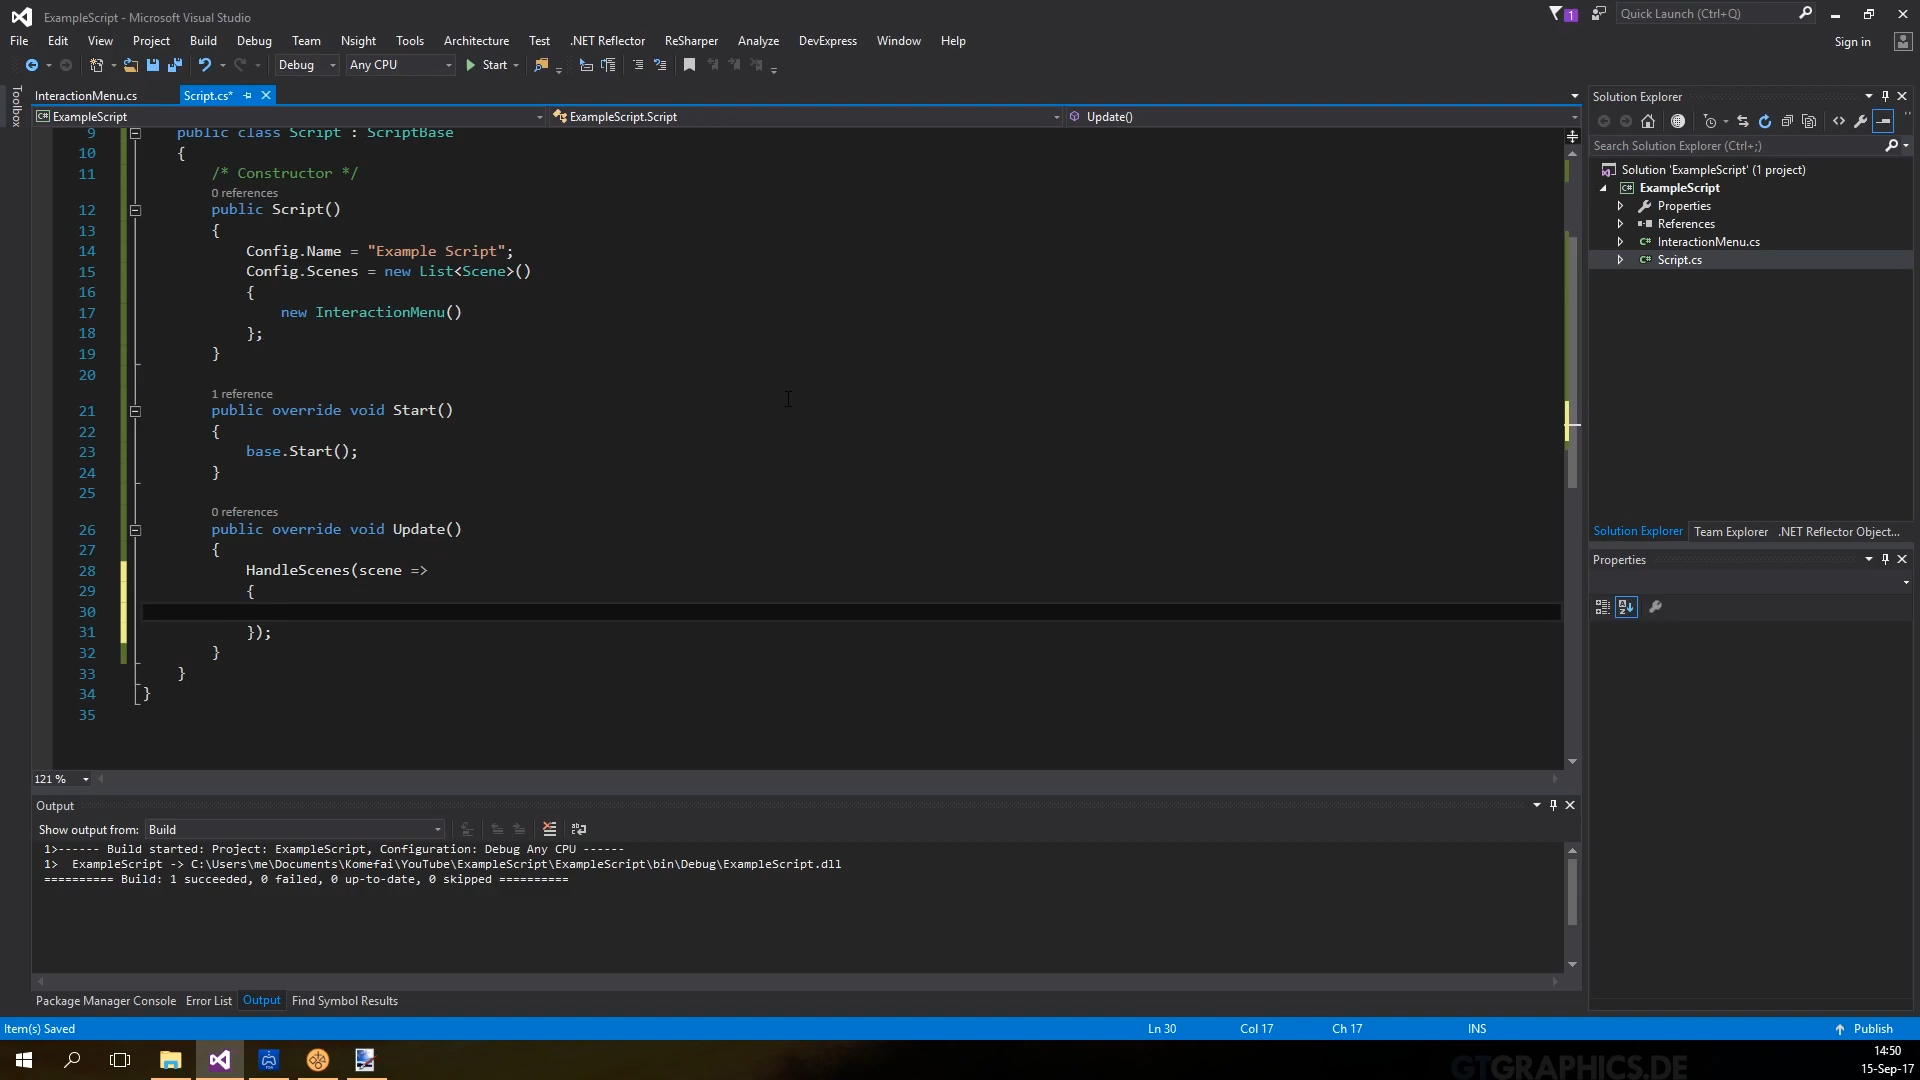 ExampleScript - Microsoft Visual Studio
1
Quick Launch (Ctrl+Q)
File Edit View Project Build Debug Team Nsight Tools Architecture Test .NET Reflector ReSharper Analyze DevExpress Window Help
Sign in
Debug Any CPU Start
Toolbox
InteractionMenu.cs Script.cs*
ExampleScript ExampleScript.Script Update()
9 public class Script : ScriptBase
10 {
11 /* Constructor */
0 references
12 public Script()
13 {
14 Config.Name = "Example Script";
15 Config.Scenes = new List<Scene>()
16 {
17 new InteractionMenu()
18 };
19 }
20
1 reference
21 public override void Start()
22 {
23 base.Start();
24 }
25
0 references
26 public override void Update()
27 {
28 HandleScenes(scene =>
29 {
30
31 });
32 }
33 }
34 }
35
121 %
Solution Explorer
Search Solution Explorer (Ctrl+;)
Solution 'ExampleScript' (1 project)
C# ExampleScript
Properties
References
C# InteractionMenu.cs
C# Script.cs
Solution Explorer Team Explorer .NET Reflector Object...
Properties
Output
Show output from: Build
1>------ Build started: Project: ExampleScript, Configuration: Debug Any CPU ------
1>  ExampleScript -> C:\Users\me\Documents\Komefai\YouTube\ExampleScript\ExampleScript\bin\Debug\ExampleScript.dll
========== Build: 1 succeeded, 0 failed, 0 up-to-date, 0 skipped ==========
Package Manager Console Error List Output Find Symbol Results
Item(s) Saved Ln 30 Col 17 Ch 17 INS Publish
GTGRAPHICS.DE
14:50
15-Sep-17